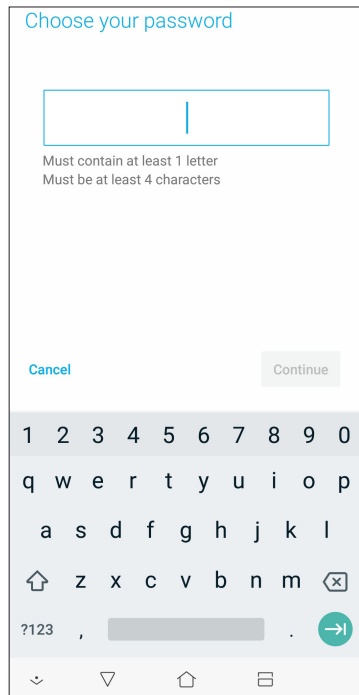 Choose your password
Must contain at least 1 letter
Must be at least 4 characters
Cancel Continue
1 2 3 4 5 6 7 8 9 0
q w e r t y u i o p
a s d f g h j k l
z x c v b n m
?123 , .